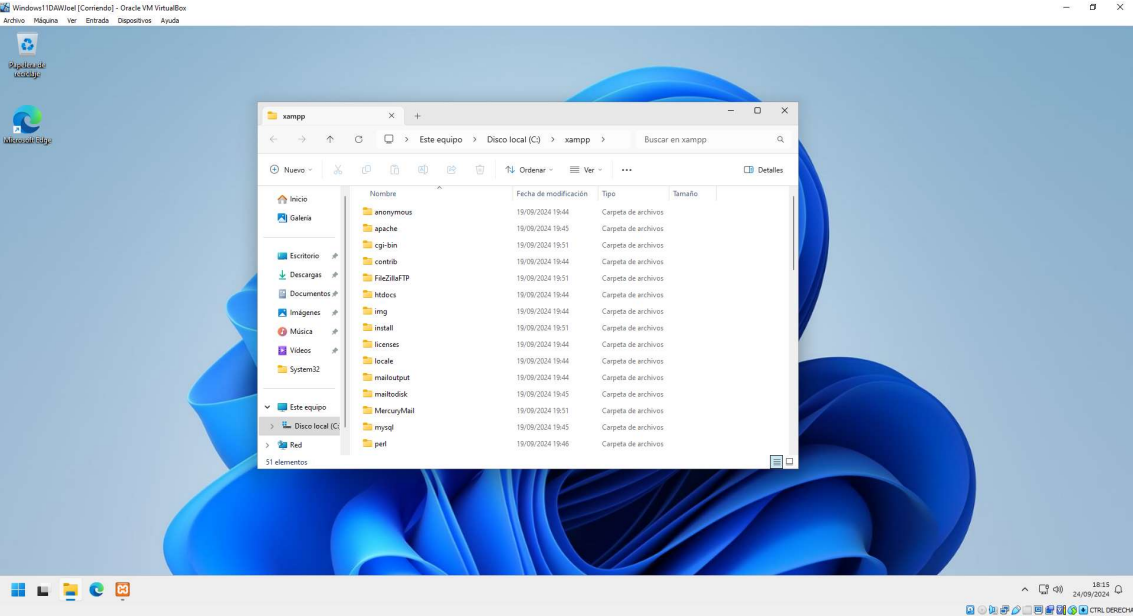 Windows11DAWJoel [Corriendo] - Oracle VM VirtualBox
Archivo Máquina Ver Entrada Dispositivos Ayuda
Papelera de
reciclaje
Microsoft Edge
xampp
Este equipo > Disco local (C:) > xampp >
Buscar en xampp
Nuevo
Ordenar
Ver
Detalles
Nombre Fecha de modificación Tipo Tamaño
Inicio
Galería
Escritorio
Descargas
Documentos
Imágenes
Música
Vídeos
System32
Este equipo
Disco local (C:
Red
anonymous 19/09/2024 19:44 Carpeta de archivos
apache 19/09/2024 19:45 Carpeta de archivos
cgi-bin 19/09/2024 19:51 Carpeta de archivos
contrib 19/09/2024 19:44 Carpeta de archivos
FileZillaFTP 19/09/2024 19:51 Carpeta de archivos
htdocs 19/09/2024 19:44 Carpeta de archivos
img 19/09/2024 19:44 Carpeta de archivos
install 19/09/2024 19:51 Carpeta de archivos
licenses 19/09/2024 19:44 Carpeta de archivos
locale 19/09/2024 19:44 Carpeta de archivos
mailoutput 19/09/2024 19:44 Carpeta de archivos
mailtodisk 19/09/2024 19:45 Carpeta de archivos
MercuryMail 19/09/2024 19:51 Carpeta de archivos
mysql 19/09/2024 19:45 Carpeta de archivos
perl 19/09/2024 19:46 Carpeta de archivos
51 elementos
18:15
24/09/2024
CTRL DERECHA